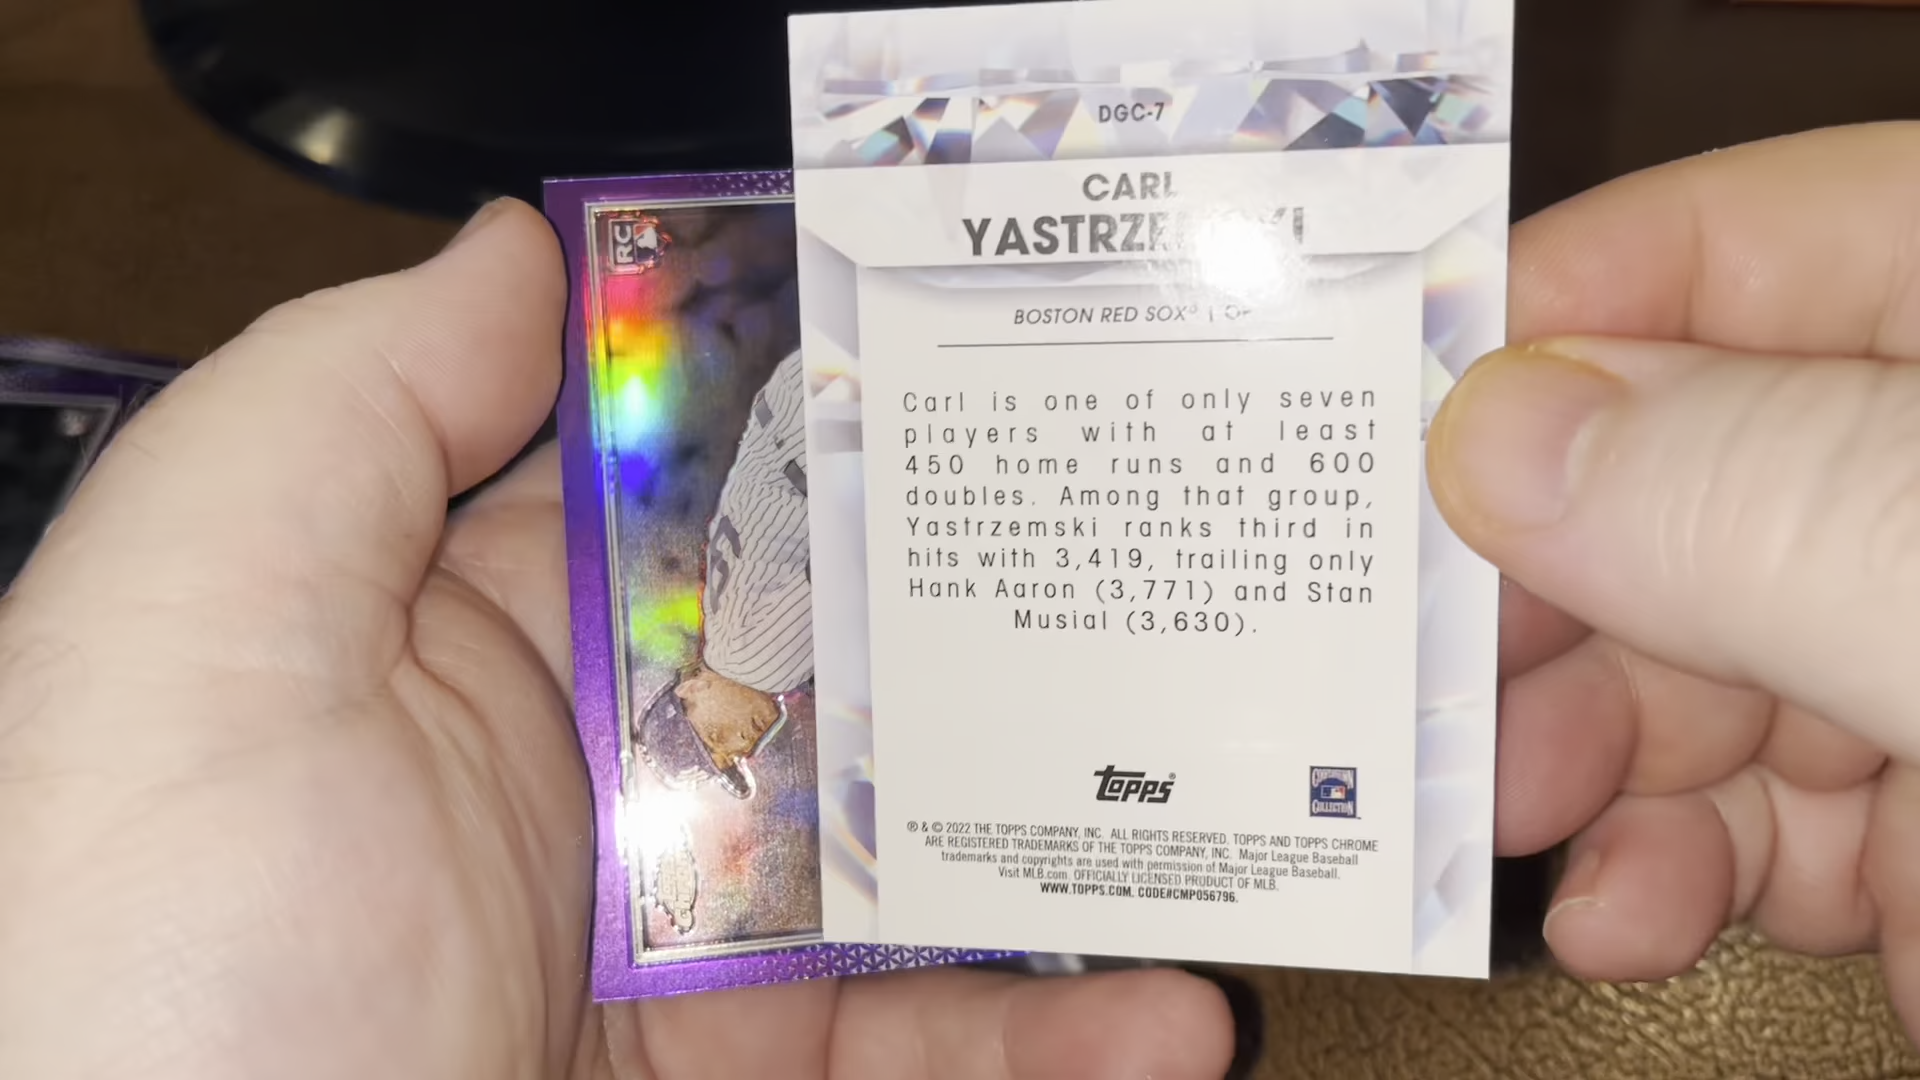 DGC-7
CARL
YASTRZEMSKI
BOSTON RED SOX® | OF
Carl is one of only seven
players with at least
450 home runs and 600
doubles. Among that group,
Yastrzemski ranks third in
hits with 3,419, trailing only
Hank Aaron (3,771) and Stan
Musial (3,630).
topps®
COOPERSTOWN
COLLECTION
® & © 2022 THE TOPPS COMPANY, INC. ALL RIGHTS RESERVED. TOPPS AND TOPPS CHROME
ARE REGISTERED TRADEMARKS OF THE TOPPS COMPANY, INC. Major League Baseball
trademarks and copyrights are used with permission of Major League Baseball.
Visit MLB.com. OFFICIALLY LICENSED PRODUCT OF MLB.
WWW.TOPPS.COM. CODE#CMP056796.
RC